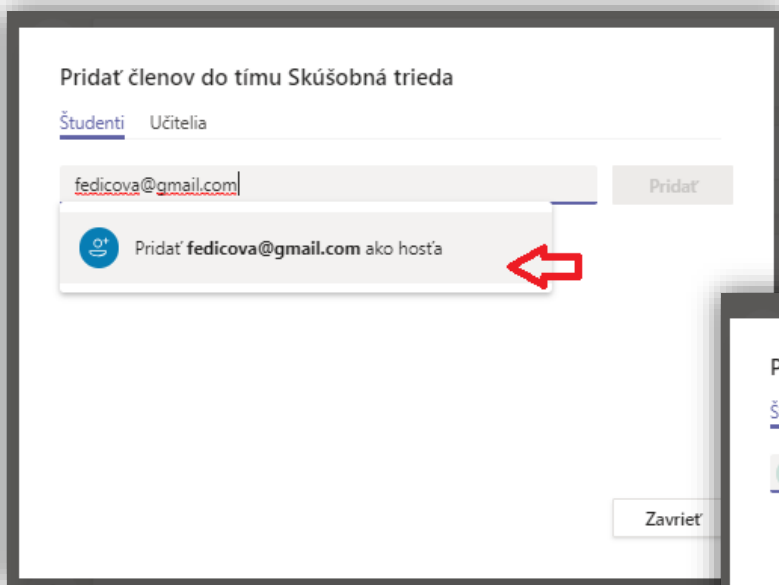 Pridať členov do tímu Skúšobná trieda
Študenti Učitelia
fedicova@gmail.com Pridať
Pridať fedicova@gmail.com ako hosťa
Zavrieť
P
Š